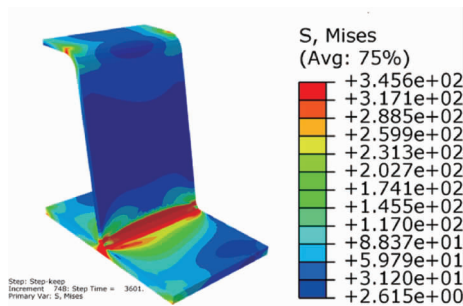 S, Mises
(Avg: 75%)
+3.456e+02
+3.171e+02
+2.885e+02
+2.599e+02
+2.313e+02
+2.027e+02
+1.741e+02
+1.455e+02
+1.170e+02
+8.837e+01
+5.979e+01
+3.120e+01
+2.615e+00
Step: Step-keep
Increment 748: Step Time = 3601.
Primary Var: S, Mises